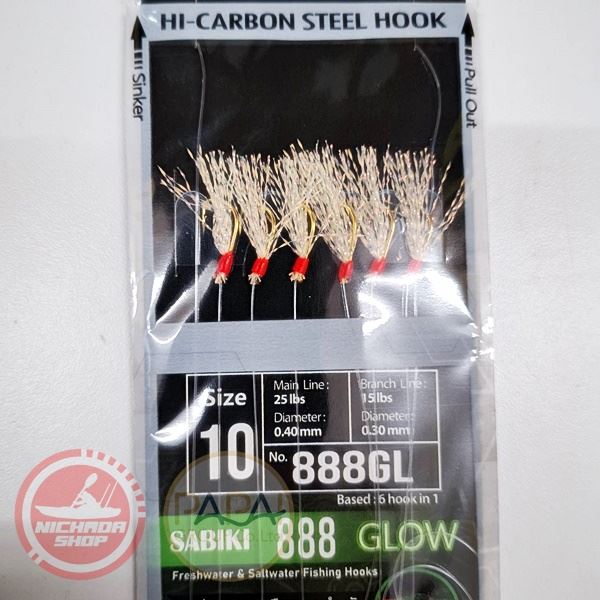 HI-CARBON STEEL HOOK
Sinker
Pull Out
Size
10
Main Line:
25 lbs
Diameter:
0.40 mm
Branch Line:
15 lbs
Diameter:
0.30 mm
No. 888GL
Based : 6 hook in 1
PAPA
Co.,Ltd
SABIKI 888 GLOW
Freshwater & Saltwater Fishing Hooks
NICHADA
SHOP